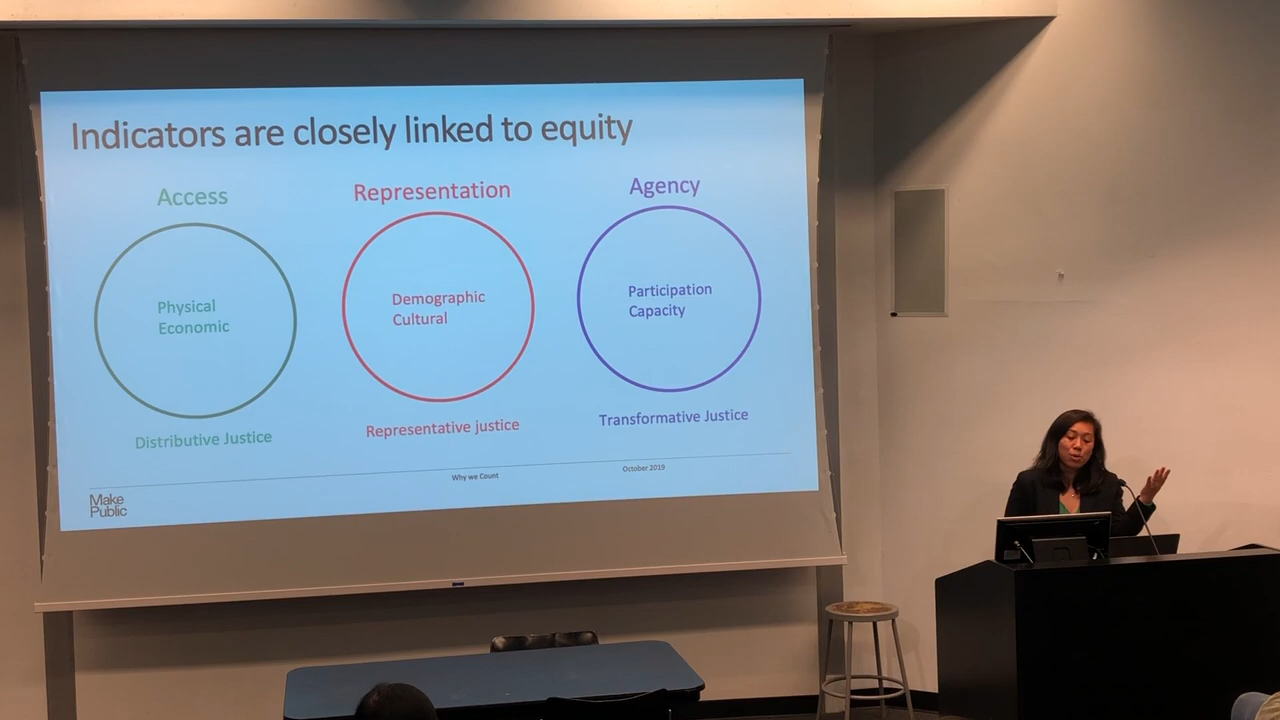 Indicators are closely linked to equity
Access
Representation
Agency
Physical
Economic
Demographic
Cultural
Participation
Capacity
Distributive Justice
Representative justice
Transformative Justice
Why we Count
October 2019
Make
Public